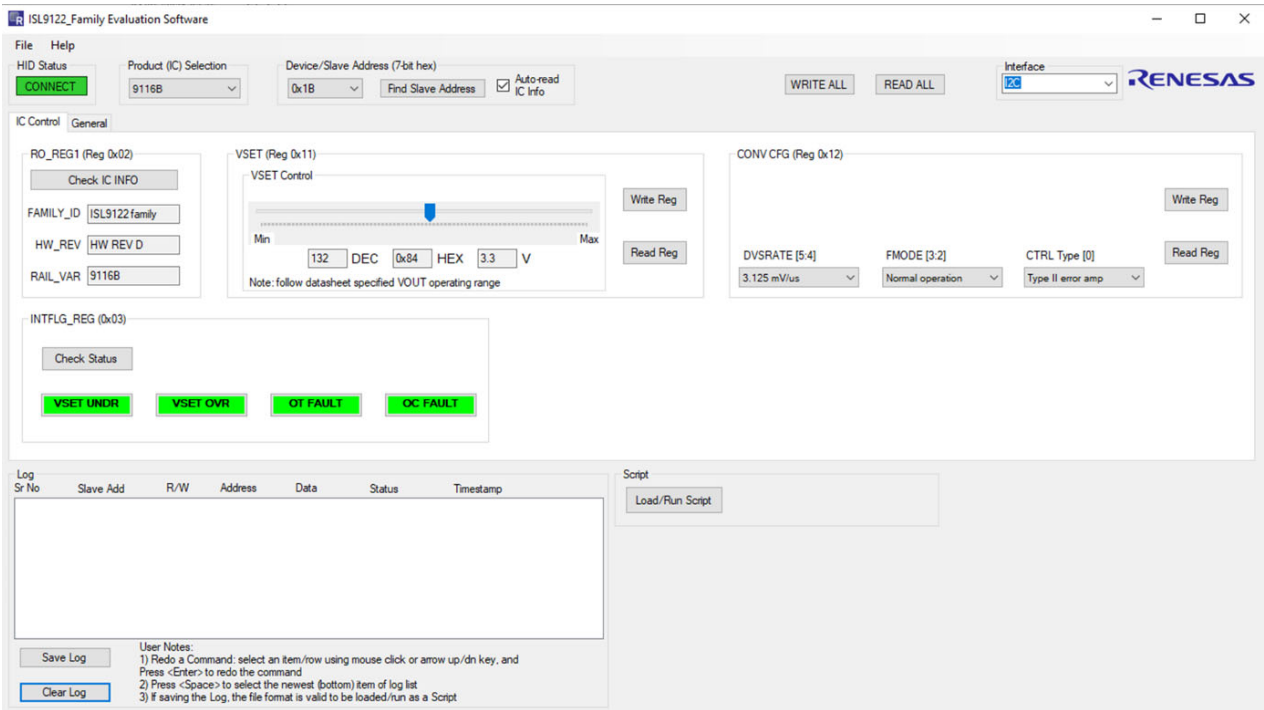 ISL9122_Family Evaluation Software
File Help
HID Status
CONNECT
Product (IC) Selection
9116B
Device/Slave Address (7-bit hex)
0x1B
Find Slave Address
Auto-read
IC Info
WRITE ALL
READ ALL
Interface
I2C
RENESAS
IC Control General
RO_REG1 (Reg 0x02)
Check IC INFO
FAMILY_ID ISL9122 family
HW_REV HW REV D
RAIL_VAR 9116B
VSET (Reg 0x11)
VSET Control
Min Max
132 DEC 0x84 HEX 3.3 V
Note: follow datasheet specified VOUT operating range
Write Reg
Read Reg
CONV CFG (Reg 0x12)
DVSRATE [5:4] FMODE [3:2] CTRL Type [0]
3.125 mV/us Normal operation Type II error amp
Write Reg
Read Reg
INTFLG_REG (0x03)
Check Status
VSET UNDR VSET OVR OT FAULT OC FAULT
Log
Sr No Slave Add R/W Address Data Status Timestamp
Save Log
Clear Log
User Notes:
1) Redo a Command: select an item/row using mouse click or arrow up/dn key, and
Press <Enter> to redo the command
2) Press <Space> to select the newest (bottom) item of log list
3) If saving the Log, the file format is valid to be loaded/run as a Script
Script
Load/Run Script